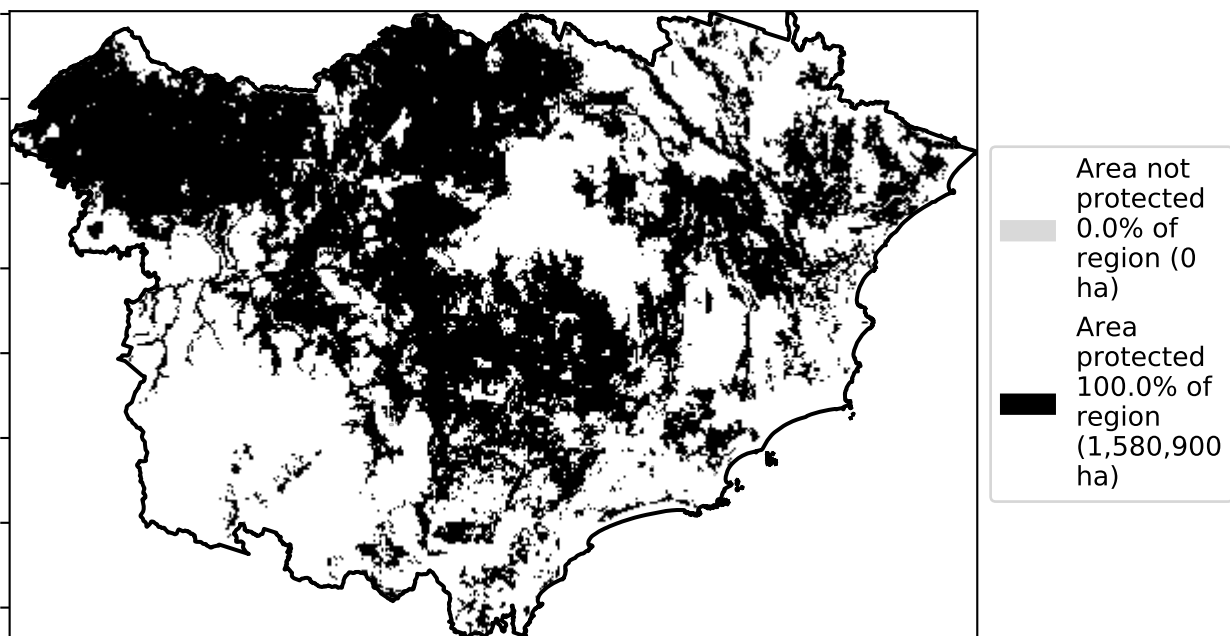 Area not
protected
0.0% of
region (0
ha)
Area
protected
100.0% of
region
(1,580,900
ha)